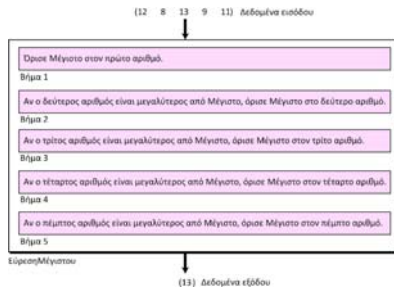 (12 8 13 9 11) Δεδομένα εισόδου
Όρισε Μέγιστο στον πρώτο αριθμό.
Βήμα 1
Αν ο δεύτερος αριθμός είναι μεγαλύτερος από Μέγιστο, όρισε Μέγιστο στο δεύτερο αριθμό.
Βήμα 2
Αν ο τρίτος αριθμός είναι μεγαλύτερος από Μέγιστο, όρισε Μέγιστο στον τρίτο αριθμό.
Βήμα 3
Αν ο τέταρτος αριθμός είναι μεγαλύτερος από Μέγιστο, όρισε Μέγιστο στον τέταρτο αριθμό.
Βήμα 4
Αν ο πέμπτος αριθμός είναι μεγαλύτερος από Μέγιστο, όρισε Μέγιστο στον πέμπτο αριθμό.
Βήμα 5
ΕύρεσηΜέγιστου
(13) Δεδομένα εξόδου